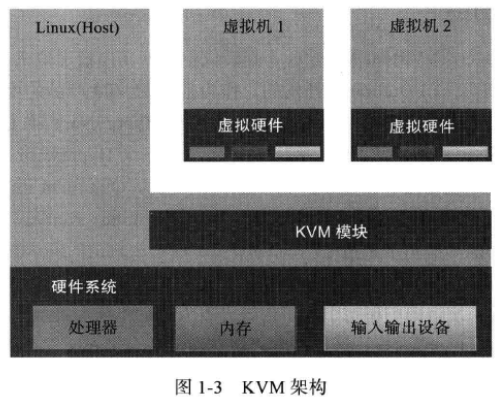 Linux(Host)
虚拟机 1
虚拟机 2
虚拟硬件
虚拟硬件
KVM 模块
硬件系统
处理器
内存
输入输出设备
图 1-3 KVM 架构